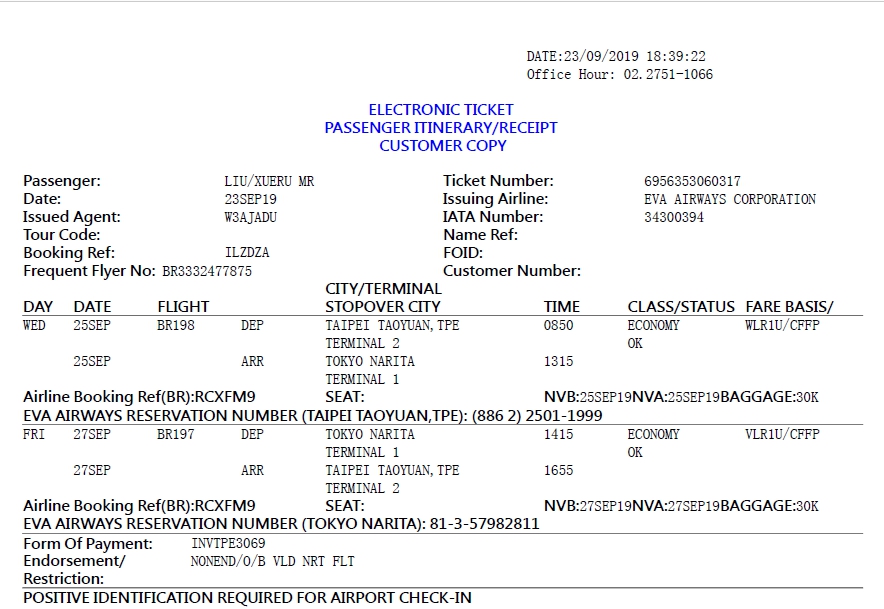 DATE:23/09/2019 18:39:22
Office Hour: 02.2751-1066
ELECTRONIC TICKET
PASSENGER ITINERARY/RECEIPT
CUSTOMER COPY
Passenger: LIU/XUERU MR Ticket Number: 6956353060317
Date: 23SEP19 Issuing Airline: EVA AIRWAYS CORPORATION
Issued Agent: W3AJADU IATA Number: 34300394
Tour Code: Name Ref:
Booking Ref: ILZDZA FOID:
Frequent Flyer No: BR3332477875 Customer Number:
CITY/TERMINAL
DAY DATE FLIGHT STOPOVER CITY TIME CLASS/STATUS FARE BASIS/
WED 25SEP BR198 DEP TAIPEI TAOYUAN,TPE 0850 ECONOMY WLR1U/CFFP
TERMINAL 2 OK
25SEP ARR TOKYO NARITA 1315
TERMINAL 1
Airline Booking Ref(BR):RCXFM9 SEAT: NVB:25SEP19NVA:25SEP19BAGGAGE:30K
EVA AIRWAYS RESERVATION NUMBER (TAIPEI TAOYUAN,TPE): (886 2) 2501-1999
FRI 27SEP BR197 DEP TOKYO NARITA 1415 ECONOMY VLR1U/CFFP
TERMINAL 1 OK
27SEP ARR TAIPEI TAOYUAN,TPE 1655
TERMINAL 2
Airline Booking Ref(BR):RCXFM9 SEAT: NVB:27SEP19NVA:27SEP19BAGGAGE:30K
EVA AIRWAYS RESERVATION NUMBER (TOKYO NARITA): 81-3-57982811
Form Of Payment: INVTPE3069
Endorsement/ NONEND/O/B VLD NRT FLT
Restriction:
POSITIVE IDENTIFICATION REQUIRED FOR AIRPORT CHECK-IN